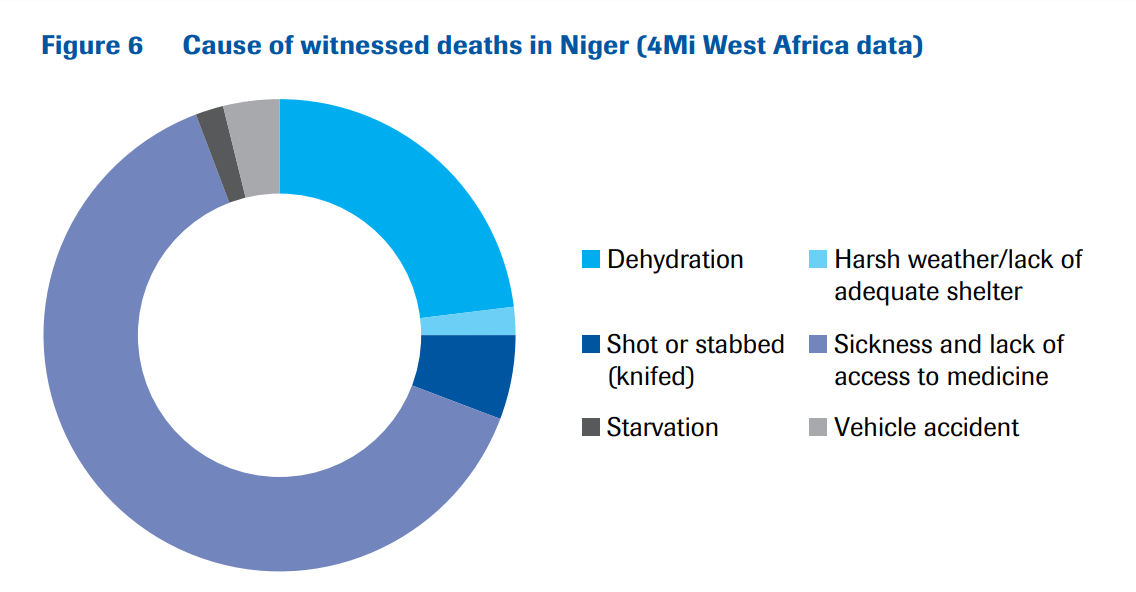 Figure 6 Cause of witnessed deaths in Niger (4Mi West Africa data)
Dehydration
Harsh weather/lack of
adequate shelter
Shot or stabbed
(knifed)
Sickness and lack of
access to medicine
Starvation
Vehicle accident